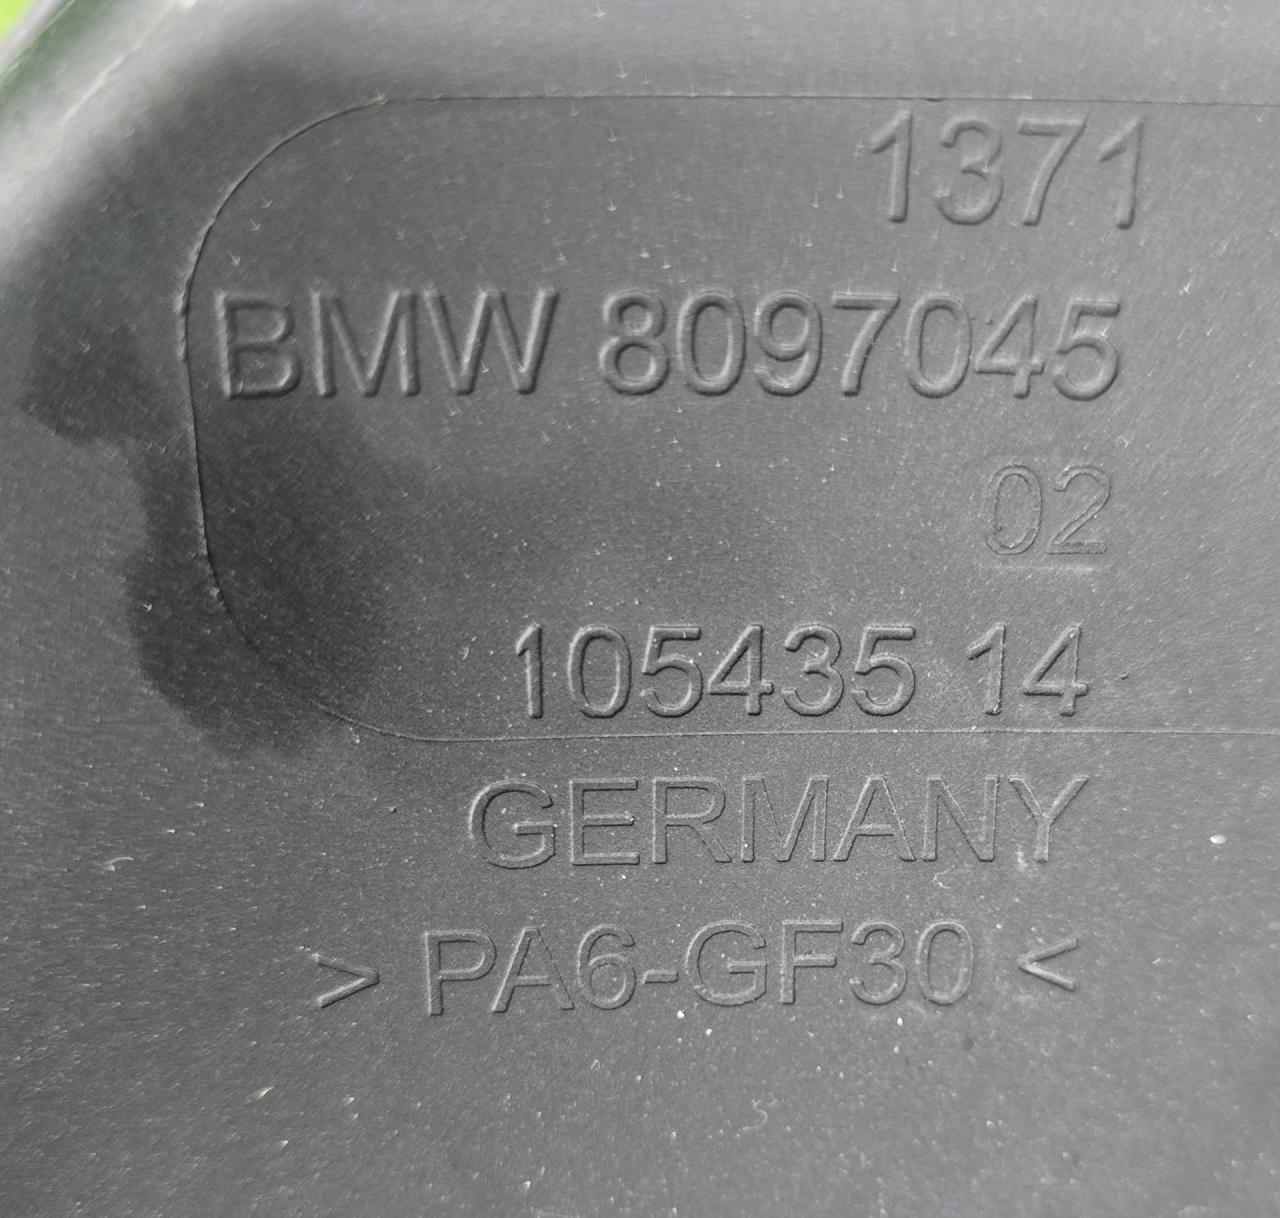 1371
BMW 8097045
02
105435 14
GERMANY
> PA6-GF30 <